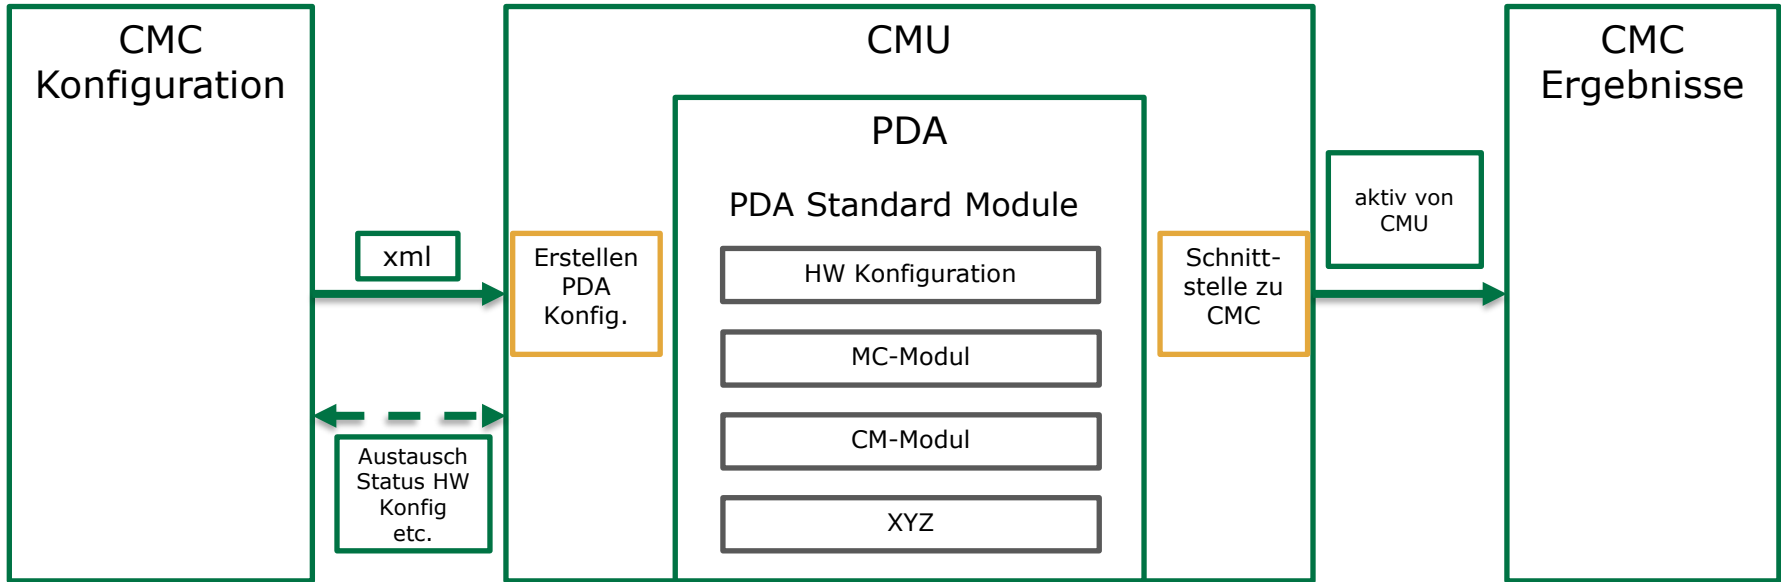 CMC
Konfiguration
xml
Austausch
Status HW
Konfig
etc.
CMU
Erstellen
PDA
Konfig.
PDA
PDA Standard Module
HW Konfiguration
MC-Modul
CM-Modul
XYZ
Schnitt-
stelle zu
CMC
aktiv von
CMU
CMC
Ergebnisse